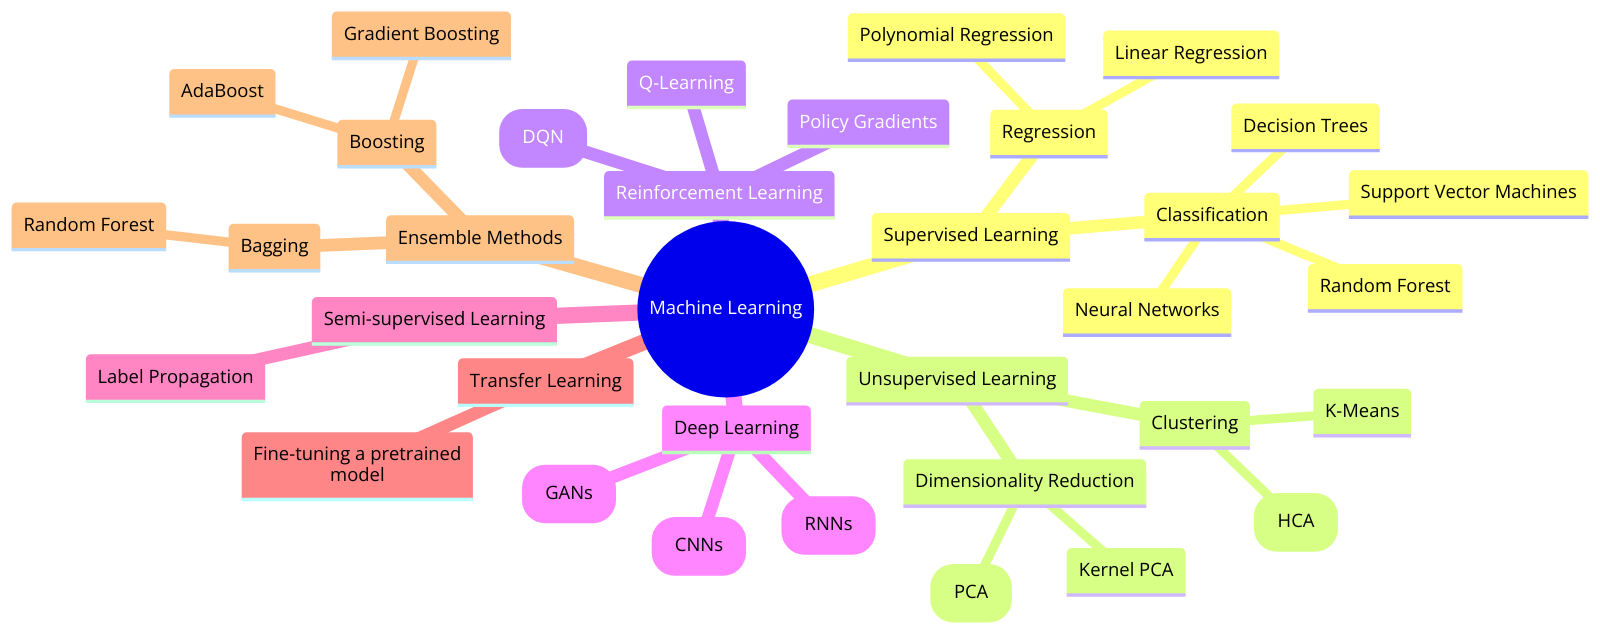 Gradient Boosting
Polynomial Regression
Linear Regression
Q-Learning
AdaBoost
Policy Gradients
Decision Trees
DQN
Regression
Boosting
Support Vector Machines
Reinforcement Learning
Classification
Random Forest
Supervised Learning
Ensemble Methods
Bagging
Random Forest
Machine Learning
Neural Networks
Semi-supervised Learning
Label Propagation
Transfer Learning
Unsupervised Learning
K-Means
Clustering
Deep Learning
Fine-tuning a pretrained
model
Dimensionality Reduction
GANs
RNNs
HCA
CNNs
Kernel PCA
PCA